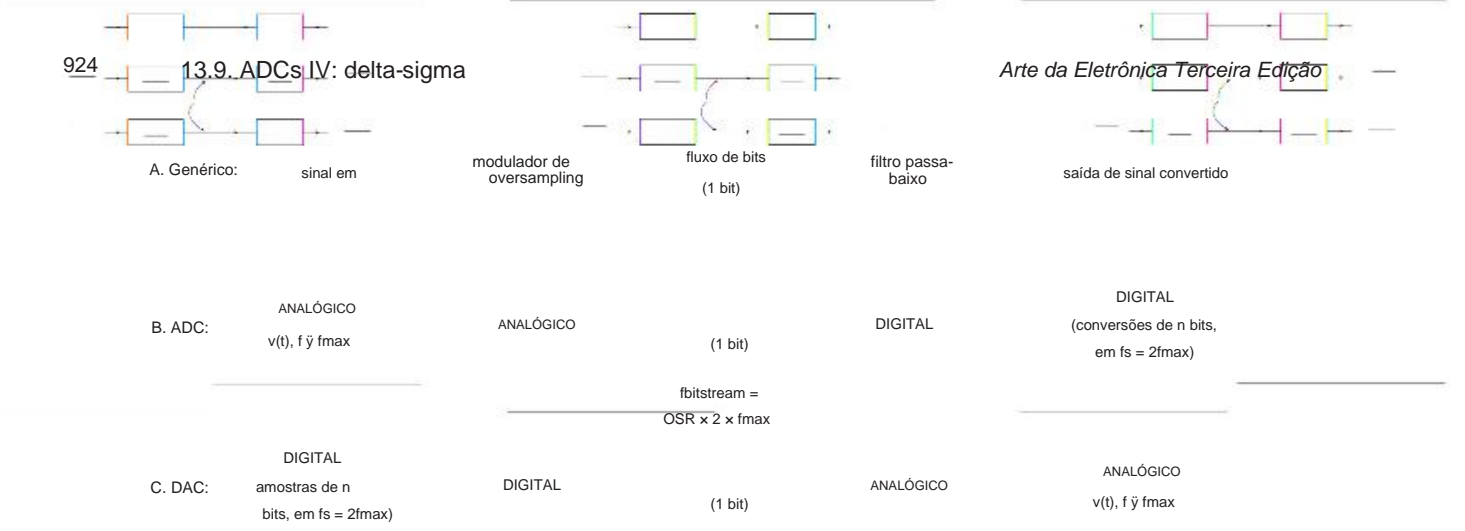 924
13.9. ADCs IV: delta-sigma
Arte da Eletrônica Terceira Edição
A. Genérico:
sinal em
modulador de
oversampling
fluxo de bits
(1 bit)
filtro passa-
baixo
saída de sinal convertido
B. ADC:
ANALÓGICO
v(t), f ÿ fmax
ANALÓGICO
(1 bit)
fbitstream =
OSR × 2 × fmax
DIGITAL
DIGITAL
(conversões de n bits,
em fs = 2fmax)
C. DAC:
DIGITAL
amostras de n
bits, em fs = 2fmax)
DIGITAL
(1 bit)
ANALÓGICO
ANALÓGICO
v(t), f ÿ fmax